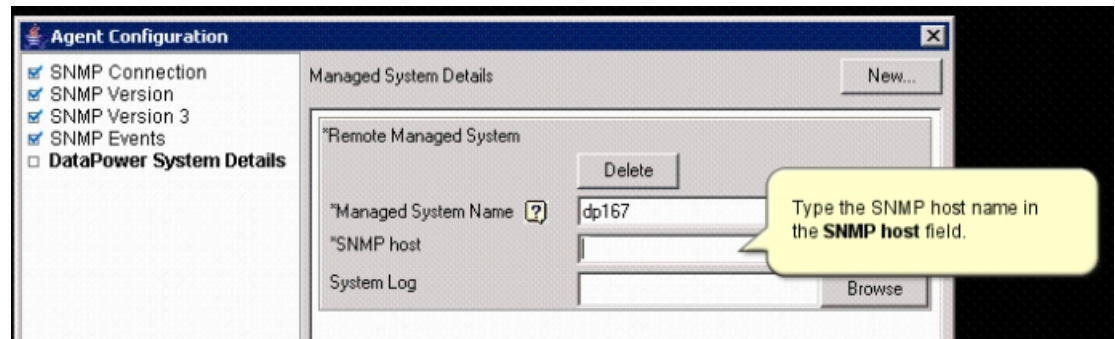 Agent Configuration
SNMP Connection
SNMP Version
SNMP Version 3
SNMP Events
DataPower System Details
Managed System Details
New...
*Remote Managed System
Delete
*Managed System Name
dp167
*SNMP host
System Log
Browse
Type the SNMP host name in
the SNMP host field.